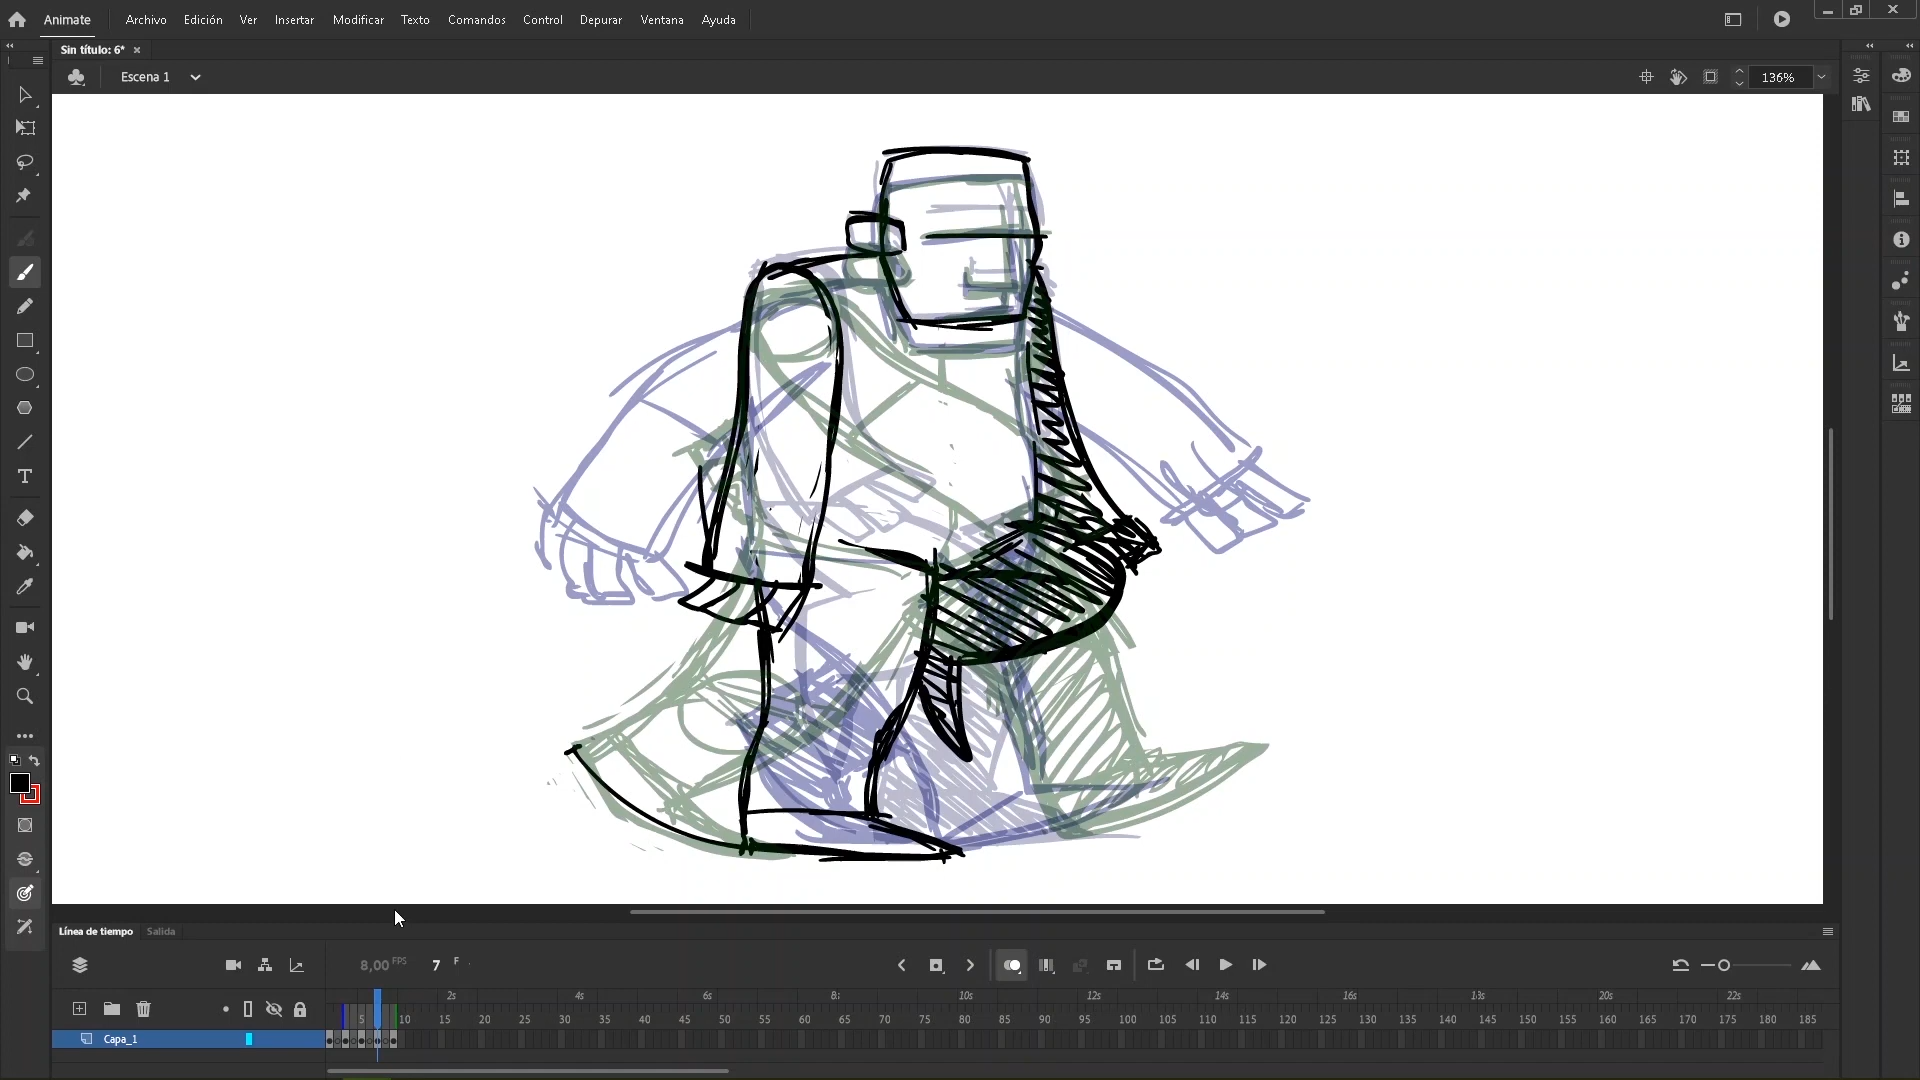 Animate Archivo Edición Ver Insertar Modificar Texto Comandos Control Depurar Ventana Ayuda
Sin título: 6*
Escena 1
136%
Línea de tiempo Salida
8,00 FPS 7 F
2s 4s 6s 10s 12s 14s 16s 20s 22s
5 10 15 20 25 30 35 40 45 50 55 60 65 70 75 80 85 90 95 100 105 110 115 120 125 130 135 140 145 150 155 160 165 170 175 180 185
Capa_1